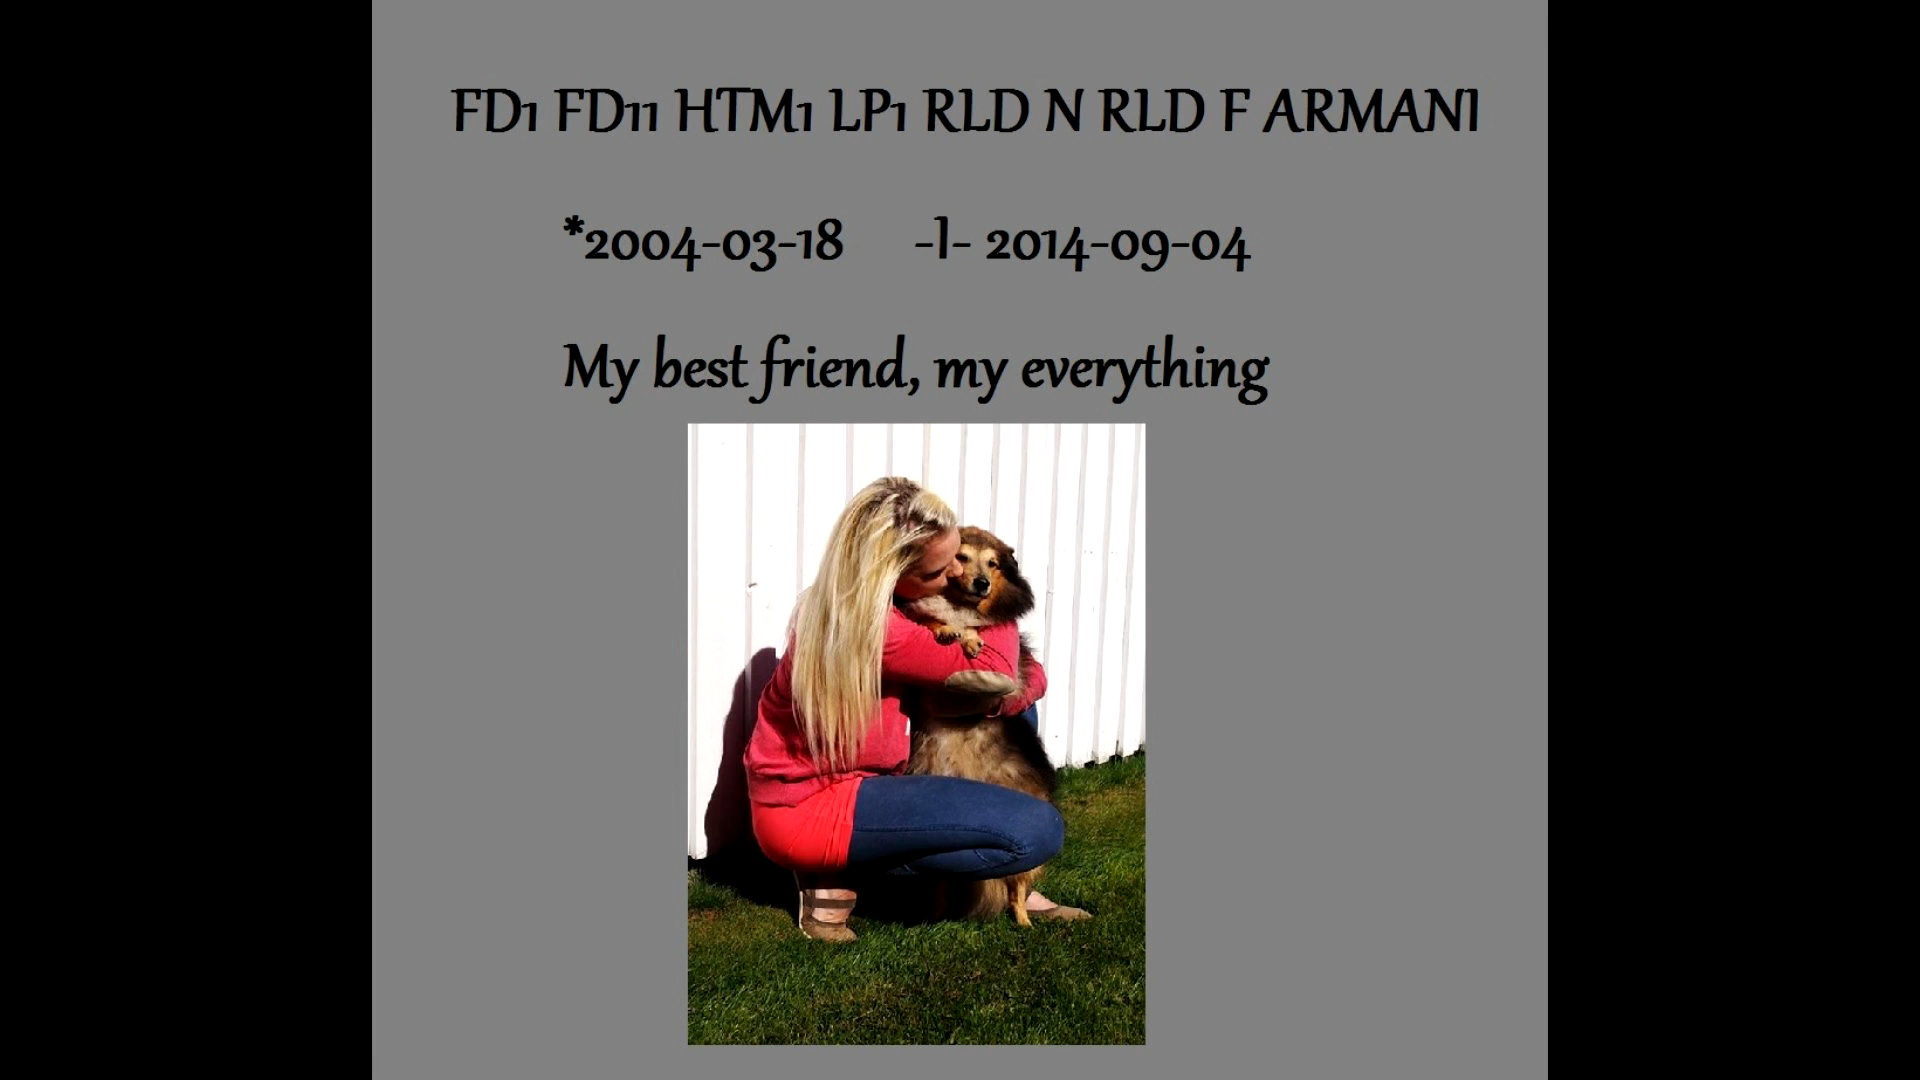 FD1 FD11 HTM1 LP1 RLD N RLD F ARMANI
*2004-03-18 -l- 2014-09-04
My best friend, my everything